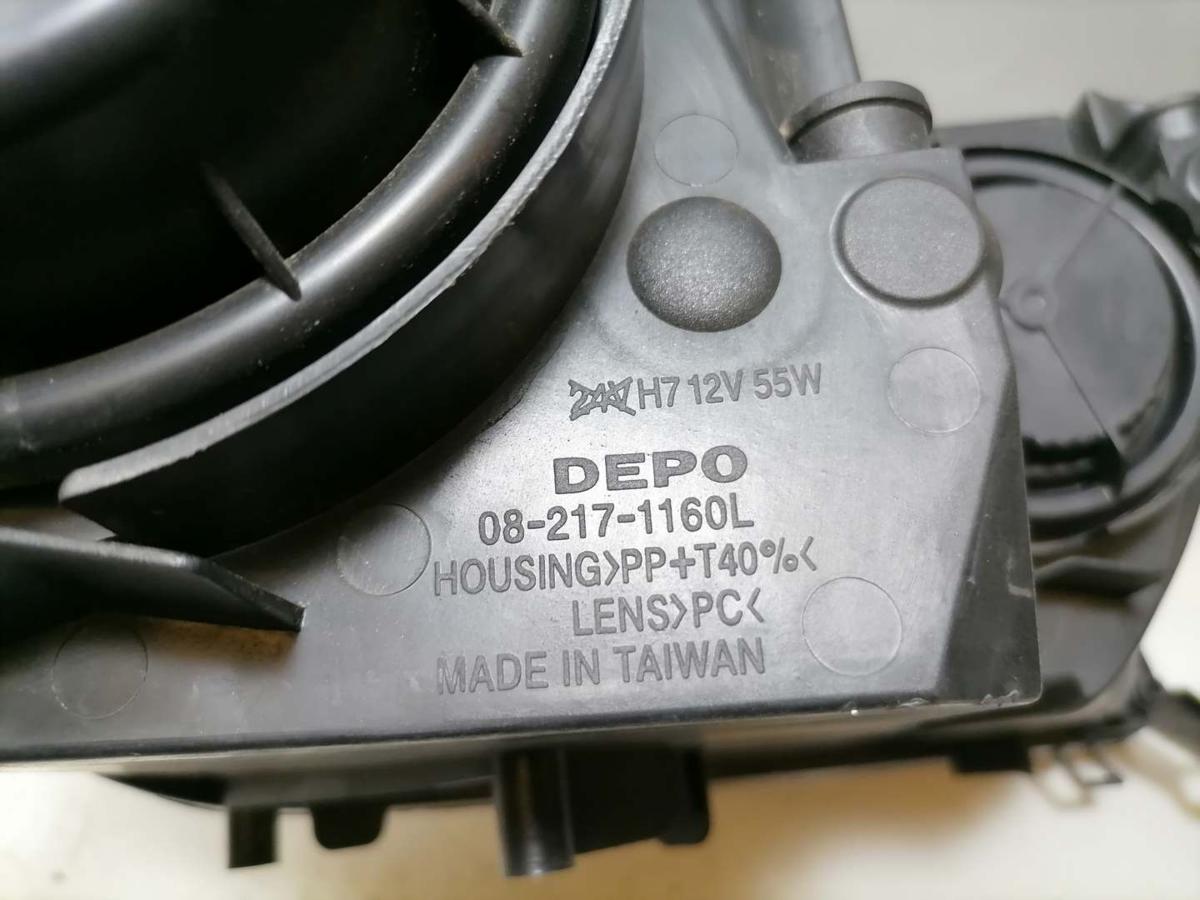 H7 12V 55W
DEPO
08-217-1160L
HOUSING>PP+T40%<
LENS>PC<
MADE IN TAIWAN